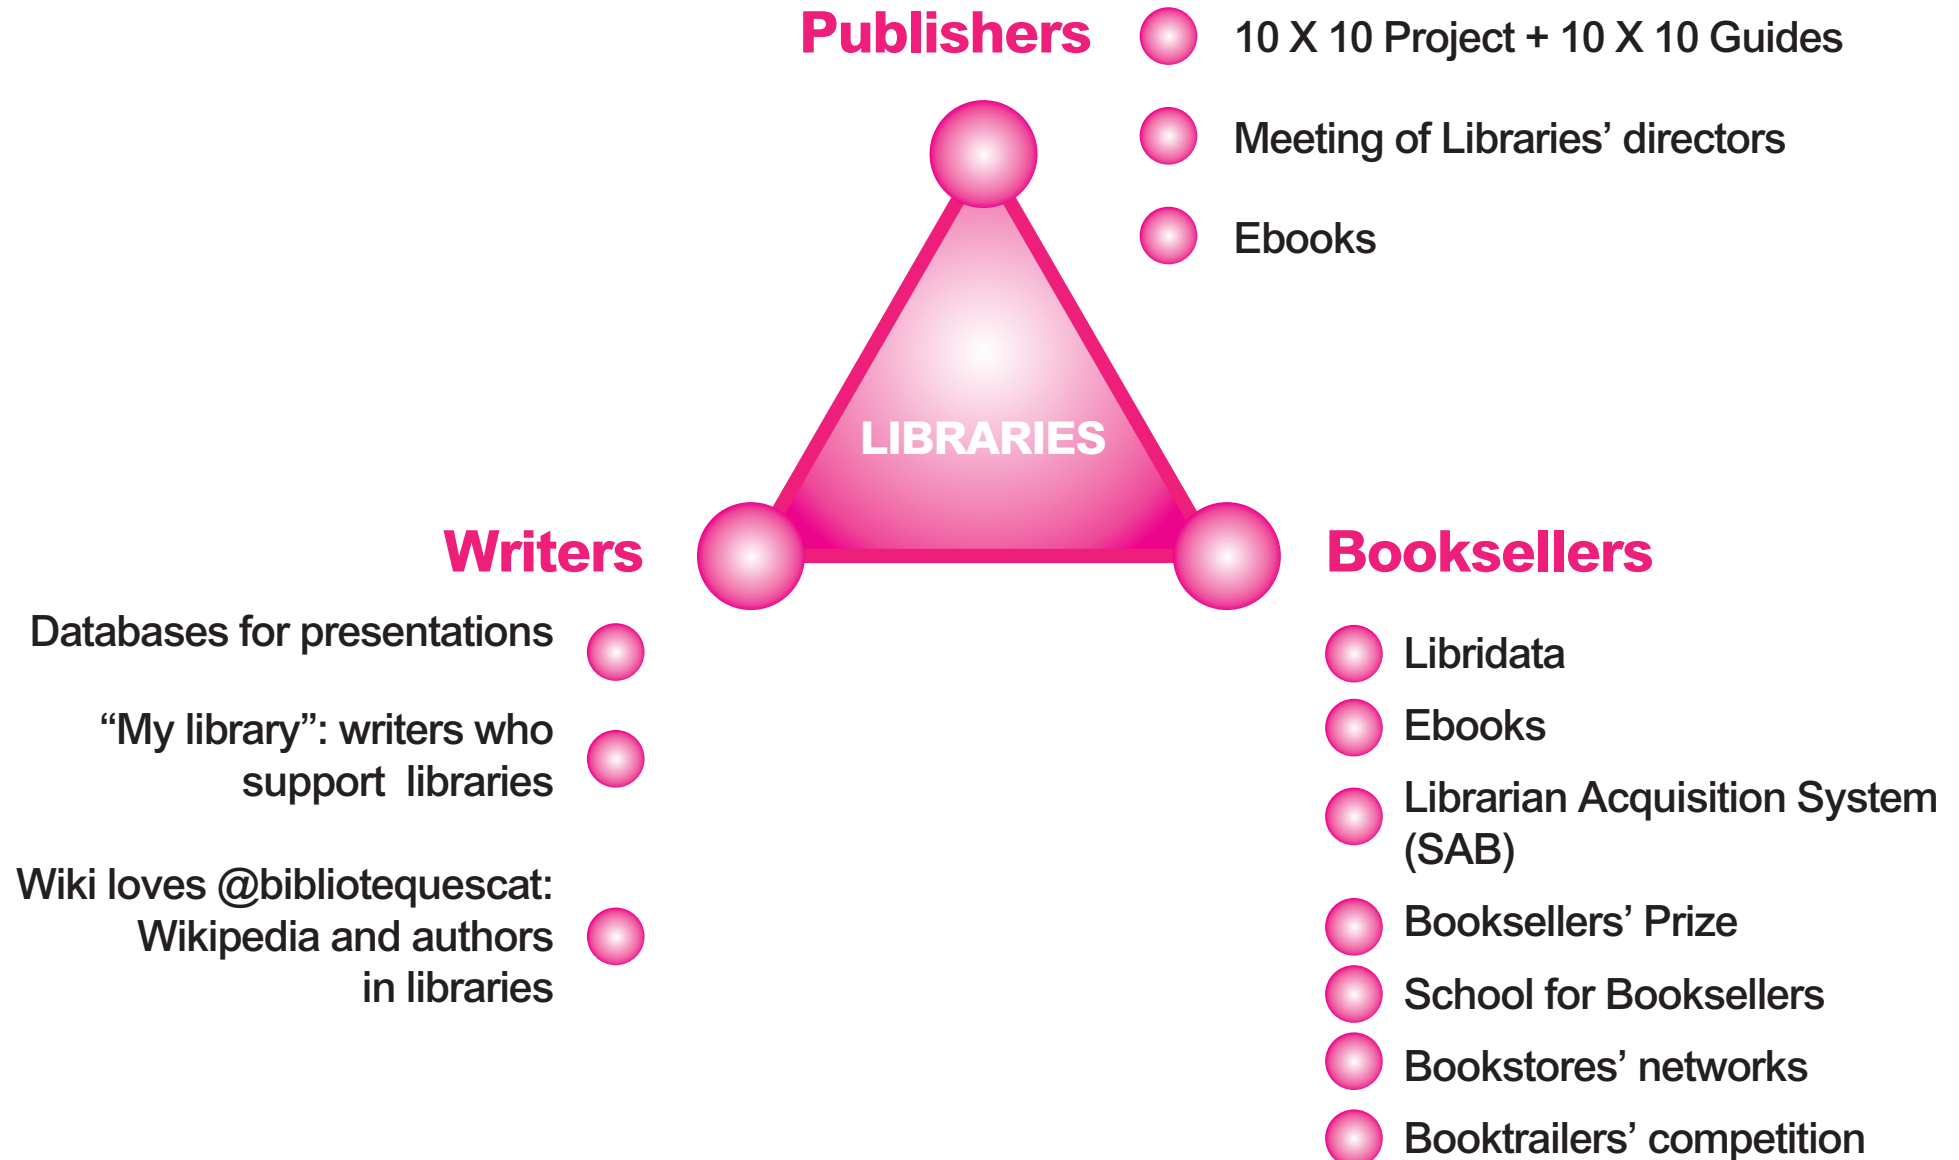 Publishers
10 X 10 Project + 10 X 10 Guides
Meeting of Libraries’ directors
Ebooks
LIBRARIES
Writers
Databases for presentations
“My library”: writers who
support libraries
Wiki loves @bibliotequescat:
Wikipedia and authors
in libraries
Booksellers
Libridata
Ebooks
Librarian Acquisition System
(SAB)
Booksellers’ Prize
School for Booksellers
Bookstores’ networks
Booktrailers’ competition